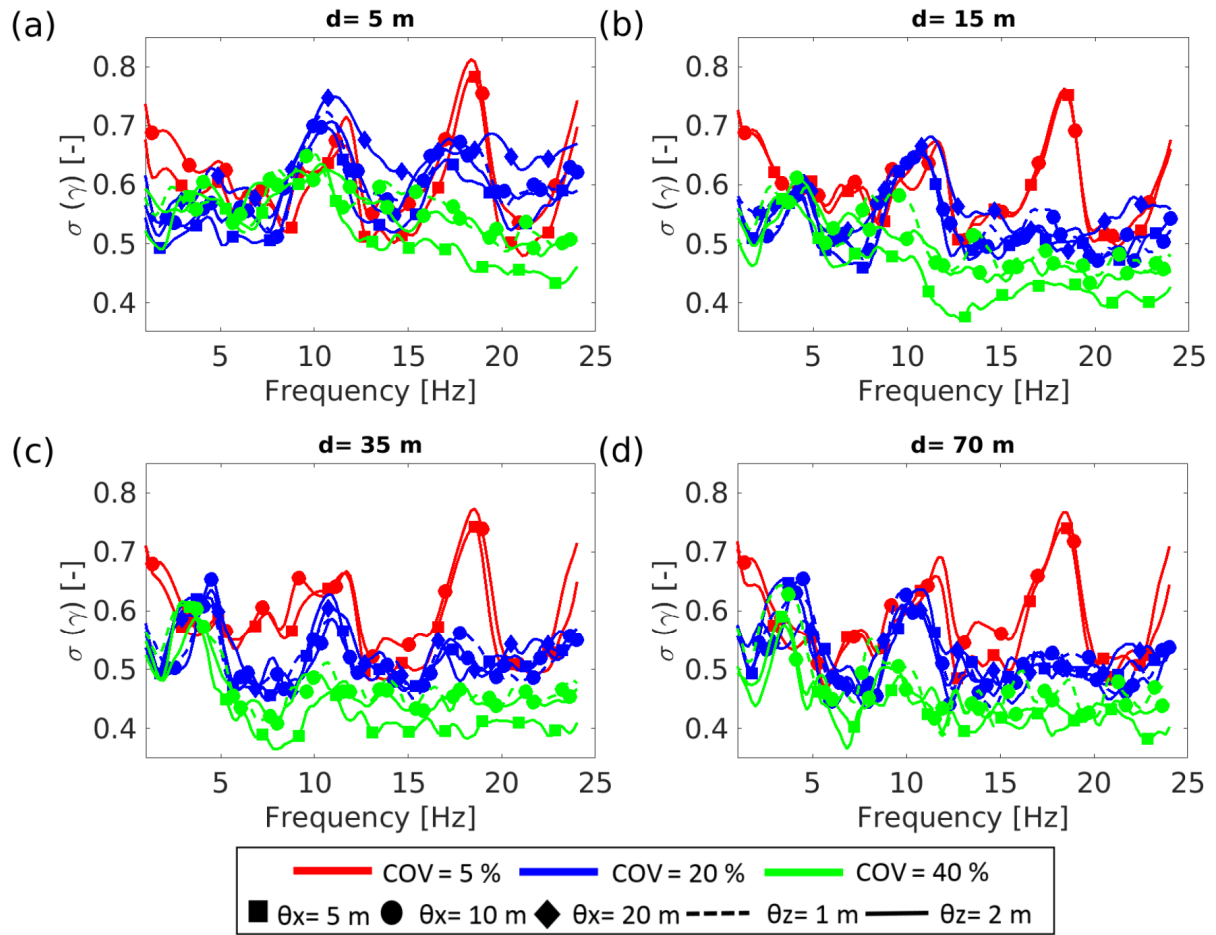 (a)
d= 5 m
0.8
0.7
0.6
0.5
0.4
σ (γ) [-]
5 10 15 20 25
Frequency [Hz]
(b)
d= 15 m
0.8
0.7
0.6
0.5
0.4
σ (γ) [-]
5 10 15 20 25
Frequency [Hz]
(c)
d= 35 m
0.8
0.7
0.6
0.5
0.4
σ (γ) [-]
5 10 15 20 25
Frequency [Hz]
(d)
d= 70 m
0.8
0.7
0.6
0.5
0.4
σ (γ) [-]
5 10 15 20 25
Frequency [Hz]
COV = 5 % COV = 20 % COV = 40 %
θx= 5 m θx= 10 m θx= 20 m θz= 1 m θz= 2 m